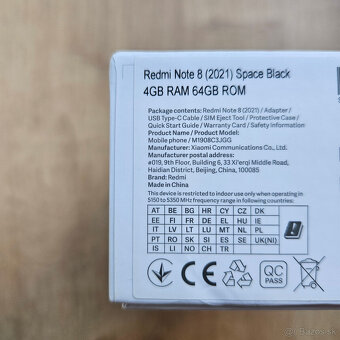 Redmi Note 8 (2021) Space Black
4GB RAM 64GB ROM
Package contents: Redmi Note 8 (2021) / Adapter /
USB Type-C Cable / SIM Eject Tool / Protective Case /
Quick Start Guide / Warranty Card / Safety information
Product Name / Product Model:
Mobile phone / M1908C3JGG
Manufacturer: Xiaomi Communications Co., Ltd.
#019, 9th Floor, Building 6, 33 Xi'erqi Middle Road,
Haidian District, Beijing, China, 100085
Brand: Redmi
Made in China
This device is restricted to indoor use only when operating in
5150 to 5350 MHz frequency range in following countries:
AT BE BG HR CY CZ DK
EE FI FR DE EL HU IE
IT LV LT LU MT NL PL
PT RO SK SI ES SE UK(NI)
IS LI NO CH TR
CE
QC
PASS
Bazos.sk